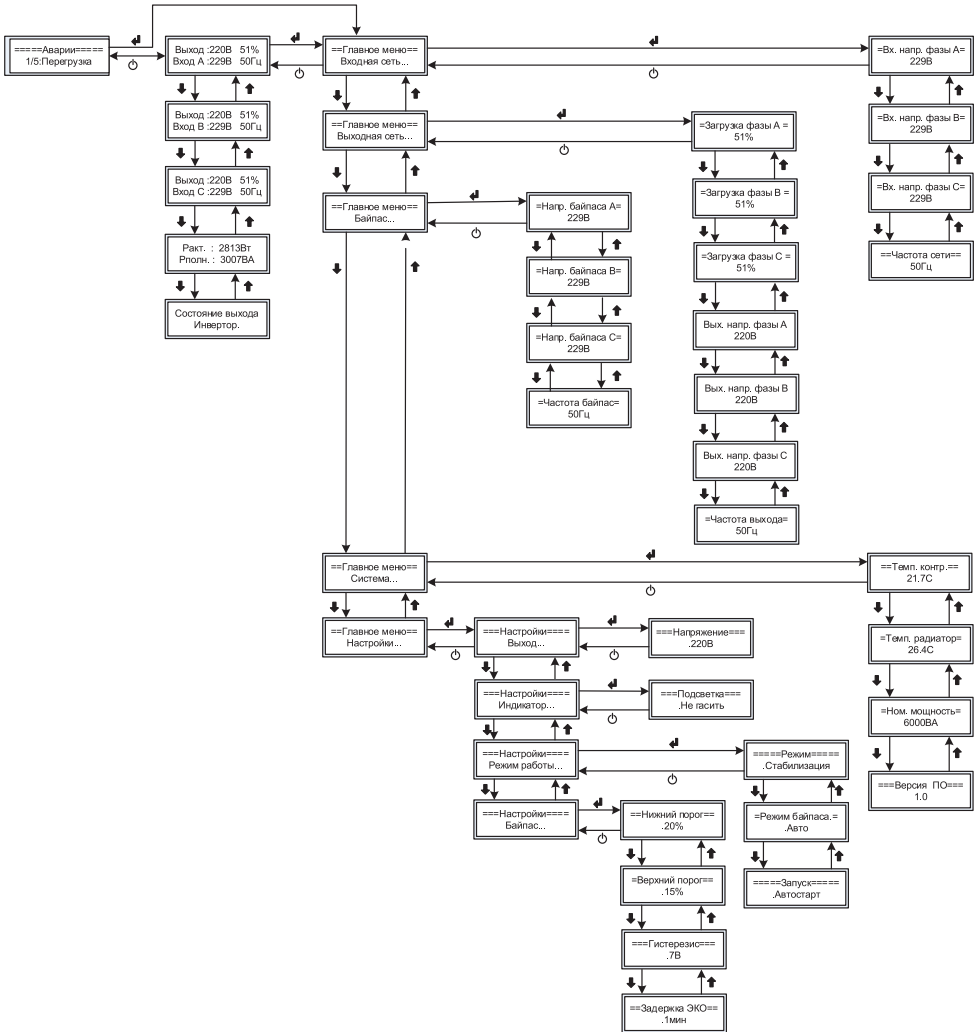 =====Аварии=====
1/5:Перегрузка
Выход :220В 51%
Вход А :229В 50Гц
Выход :220В 51%
Вход В :229В 50Гц
Выход :220В 51%
Вход С :229В 50Гц
Ракт. : 2813Вт
Рполн. : 3007ВА
Состояние выхода
Инвертор.
==Главное меню==
Входная сеть...
==Главное меню==
Выходная сеть...
==Главное меню==
Байпас...
=Напр. байпаса А=
229В
=Напр. байпаса В=
229В
=Напр. байпаса С=
229В
=Частота байпас=
50Гц
=Загрузка фазы А =
51%
=Загрузка фазы В =
51%
=Загрузка фазы С =
51%
Вых. напр. фазы А
220В
Вых. напр. фазы В
220В
Вых. напр. фазы С
220В
=Частота выхода=
50Гц
=Вх. напр. фазы А=
229В
=Вх. напр. фазы В=
229В
=Вх. напр. фазы С=
229В
==Частота сети==
50Гц
==Главное меню==
Система...
==Темп. контр.==
21.7С
=Темп. радиатор=
26.4С
=Ном. мощность=
6000ВА
===Версия ПО===
1.0
==Главное меню==
Настройки...
===Настройки====
Выход...
===Напряжение===
.220В
===Настройки====
Индикатор...
===Подсветка===
.Не гасить
===Настройки====
Режим работы...
=====Режим=====
.Стабилизация
=Режим байпаса.=
.Авто
=====Запуск=====
.Автостарт
===Настройки====
Байпас...
==Нижний порог==
.20%
=Верхний порог==
.15%
===Гистерезис===
.7В
==Задержка ЭКО==
.1мин